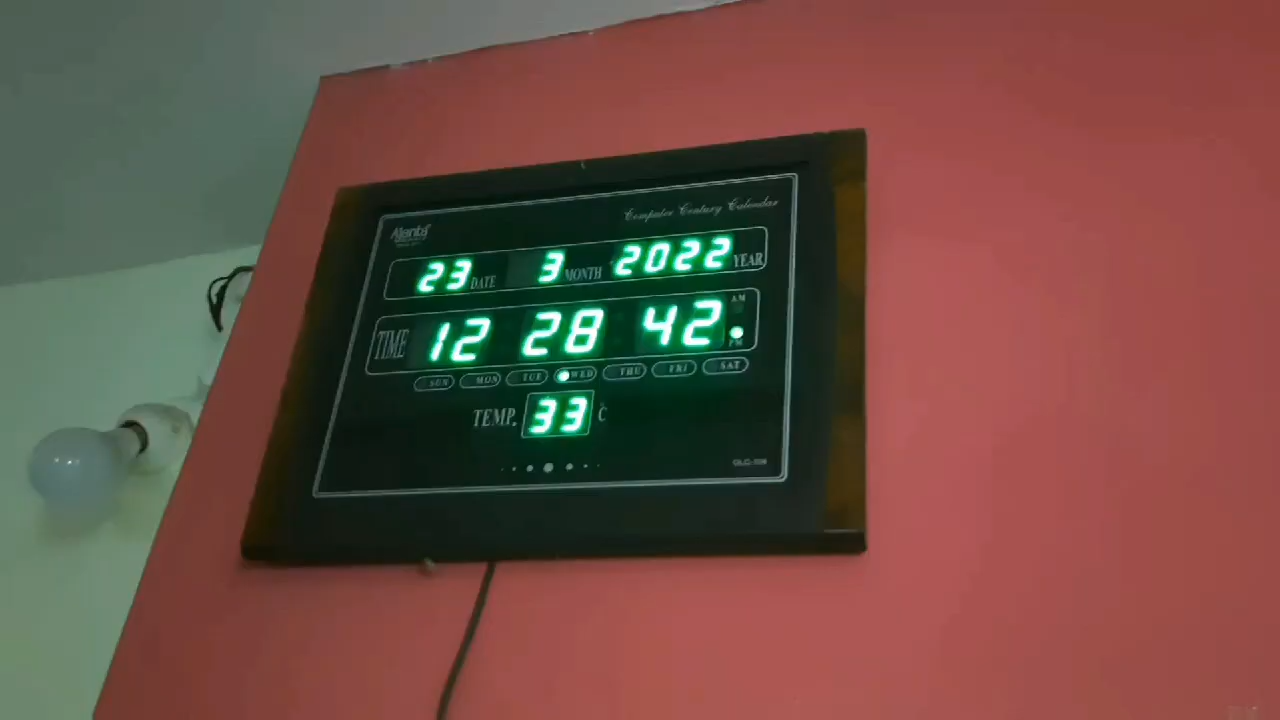 Ajanta
Computer Century Calendar
23 DATE 3 MONTH 2022 YEAR
TIME 12 28 42 AM PM
SUN MON TUE WED THU FRI SAT
TEMP. 33 °C